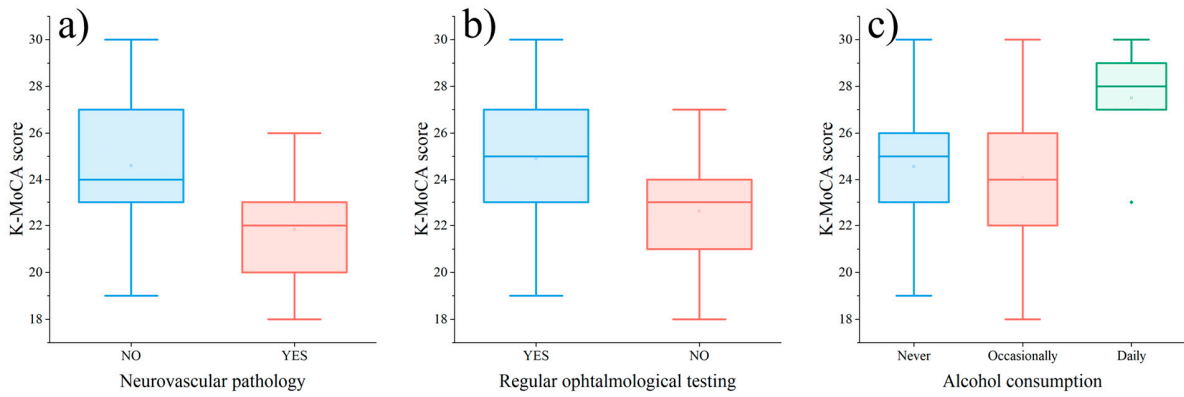 a)
K-MoCA score
30
28
26
24
22
20
18
NO YES
Neurovascular pathology
b)
K-MoCA score
30
28
26
24
22
20
18
YES NO
Regular ophtalmological testing
c)
K-MoCA score
30
28
26
24
22
20
18
Never Occasionally Daily
Alcohol consumption